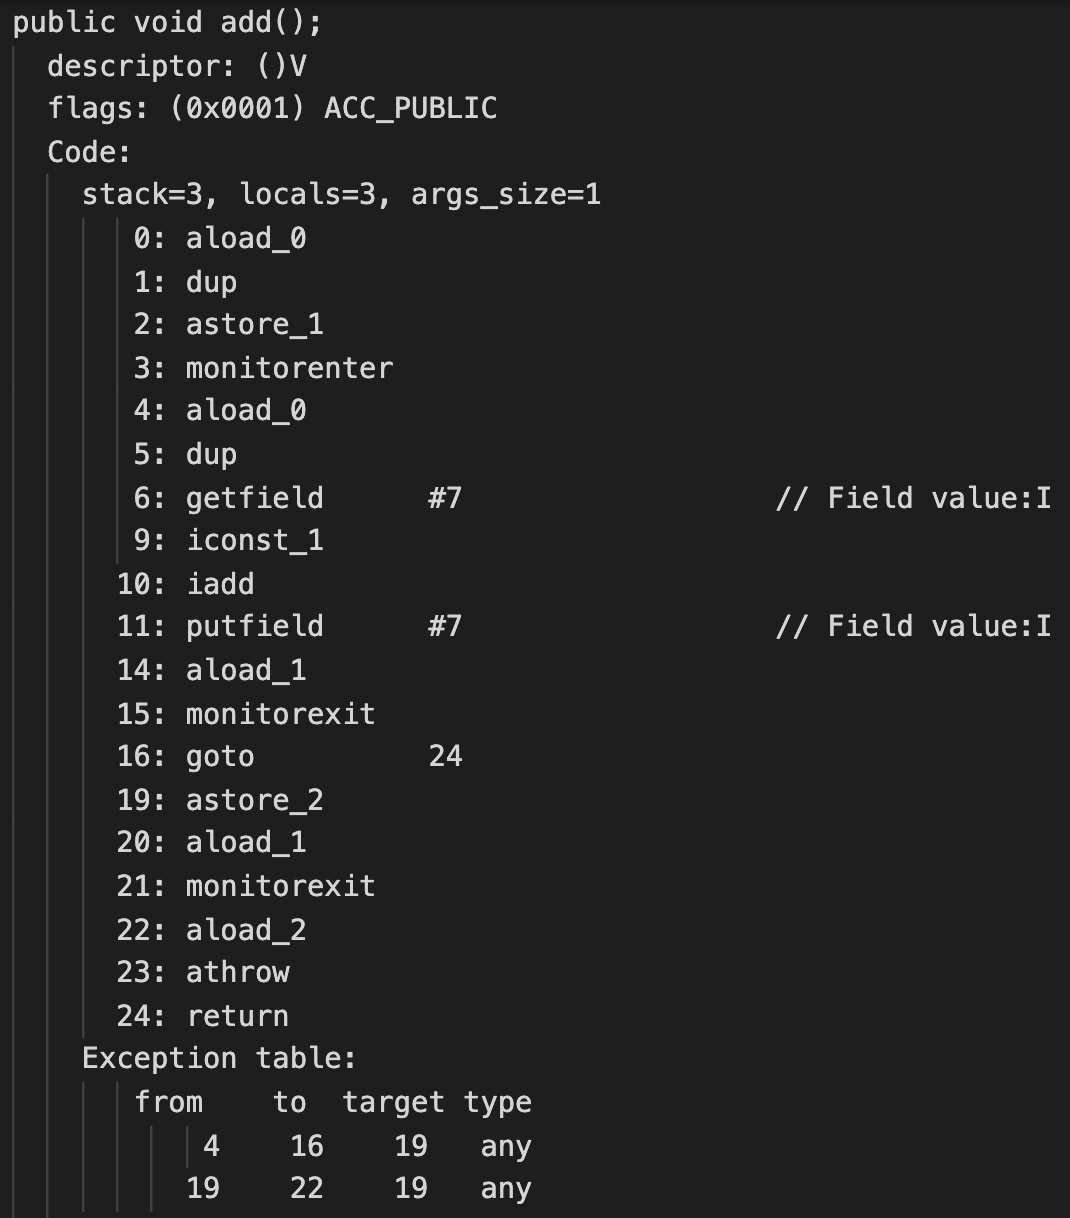 public void add();
descriptor: ()V
flags: (0x0001) ACC_PUBLIC
Code:
stack=3, locals=3, args_size=1
0: aload_0
1: dup
2: astore_1
3: monitorenter
4: aload_0
5: dup
6: getfield #7 // Field value:I
9: iconst_1
10: iadd
11: putfield #7 // Field value:I
14: aload_1
15: monitorexit
16: goto 24
19: astore_2
20: aload_1
21: monitorexit
22: aload_2
23: athrow
24: return
Exception table:
from to target type
4 16 19 any
19 22 19 any